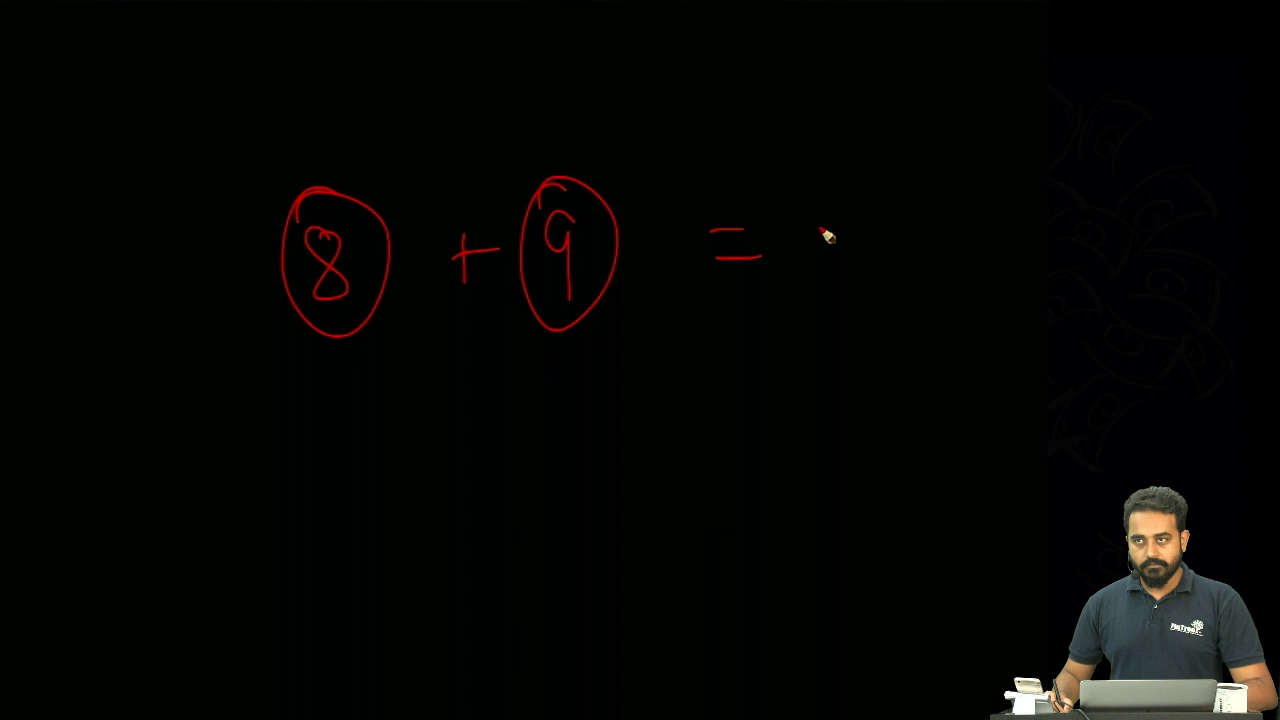 8 + 9 =